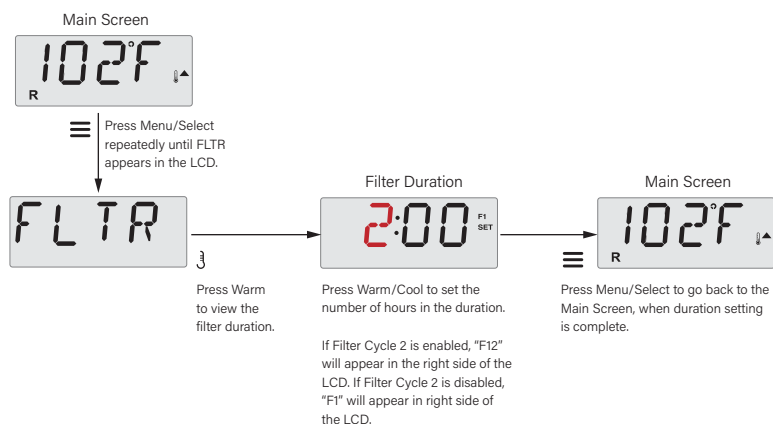 Main Screen
102°F
R
Press Menu/Select
repeatedly until FLTR
appears in the LCD.
FLTR
Press Warm
to view the
filter duration.
Filter Duration
2:00
F1
SET
Press Warm/Cool to set the
number of hours in the duration.
If Filter Cycle 2 is enabled, "F12"
will appear in the right side of the
LCD. If Filter Cycle 2 is disabled,
"F1" will appear in right side of
the LCD.
Main Screen
102°F
R
Press Menu/Select to go back to the
Main Screen, when duration setting
is complete.